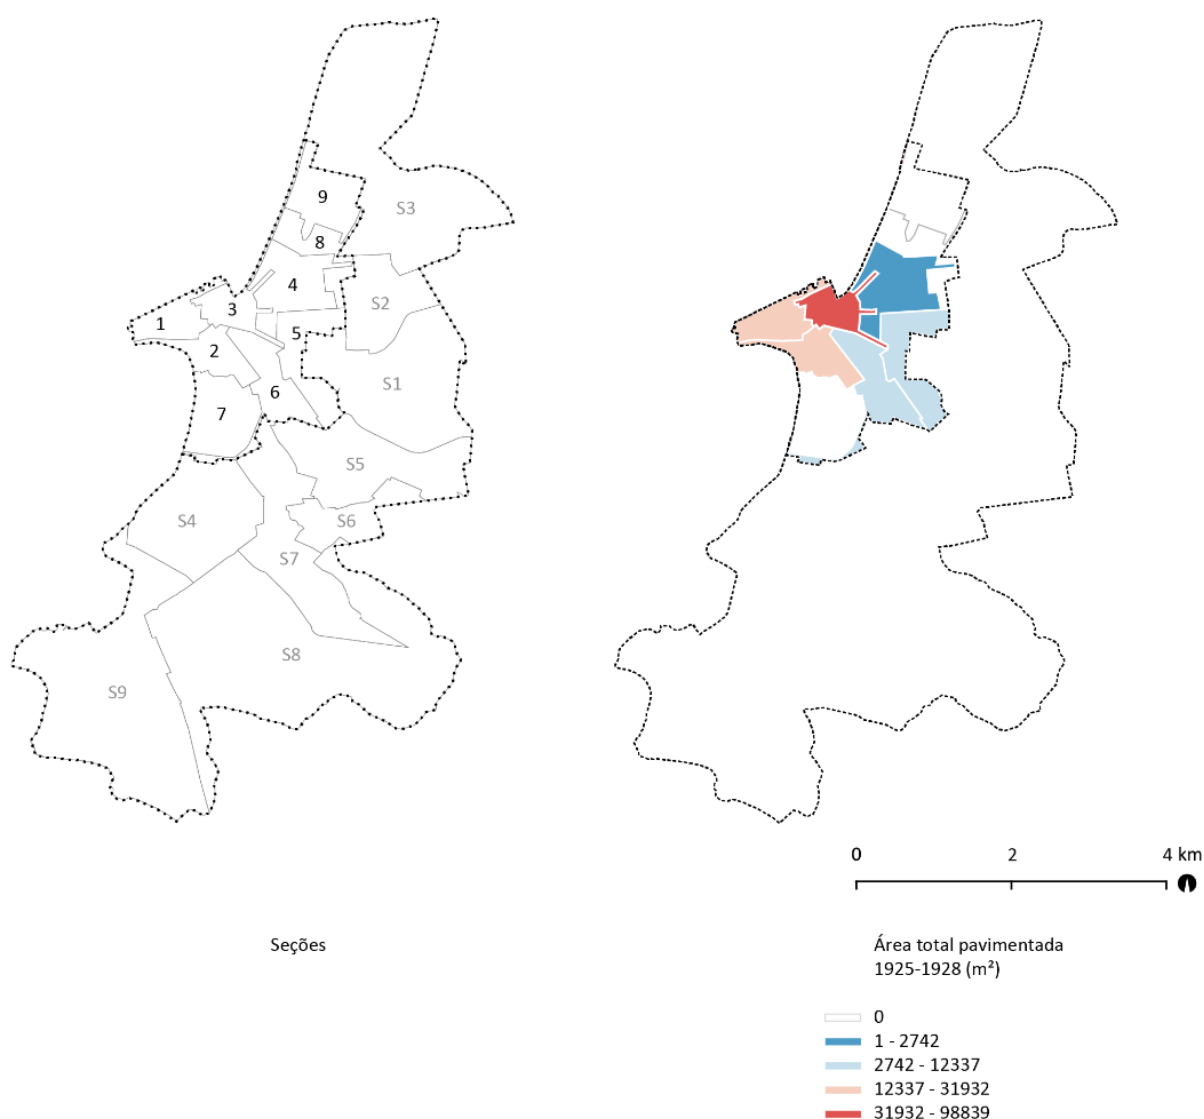 9
S3
8
4
S2
3
1
5
2
S1
6
7
S5
S4
S6
S7
S8
S9
0 2 4 km
Seções
Área total pavimentada
1925-1928 (m²)
0
1 - 2742
2742 - 12337
12337 - 31932
31932 - 98839